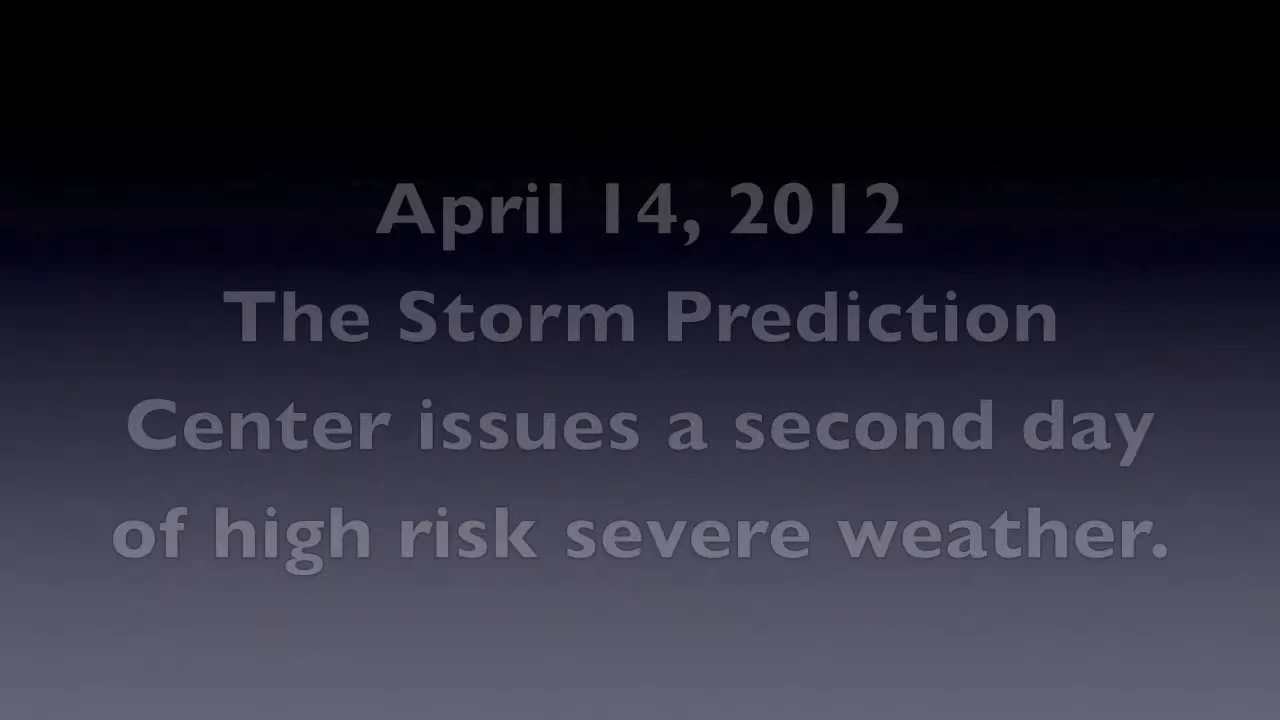 April 14, 2012
The Storm Prediction
Center issues a second day
of high risk severe weather.